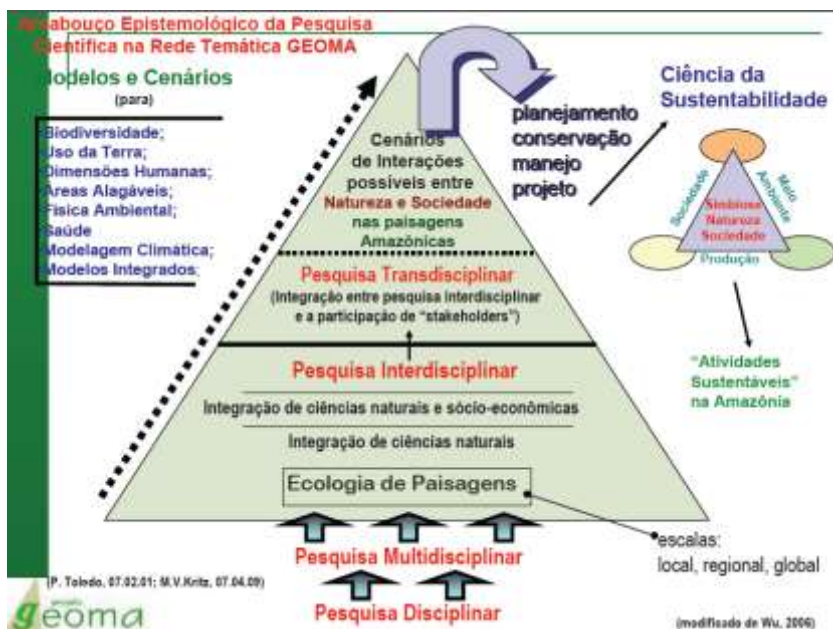 Arcabouço Epistemológico da Pesquisa
Científica na Rede Temática GEOMA
Modelos e Cenários
(para)
Biodiversidade;
Uso da Terra;
Dimensões Humanas;
Áreas Alagáveis;
Física Ambiental;
Saúde
Modelagem Climática;
Modelos Integrados;
Cenários
de Interações
possíveis entre
Natureza e Sociedade
nas paisagens
Amazônicas
Pesquisa Transdisciplinar
(Integração entre pesquisa interdisciplinar
e a participação de “stakeholders”)
Pesquisa Interdisciplinar
Integração de ciências naturais e sócio-econômicas
Integração de ciências naturais
Ecologia de Paisagens
Pesquisa Multidisciplinar
Pesquisa Disciplinar
planejamento
conservação
manejo
projeto
Ciência da
Sustentabilidade
Sociedade
Meio
Ambiente
Simbiose
Natureza
Sociedade
Produção
“Atividades
Sustentáveis”
na Amazônia
escalas:
local, regional, global
(P. Toledo, 07.02.01; M.V.Kritz, 07.04.09)
geoma
(modificado de Wu, 2006)